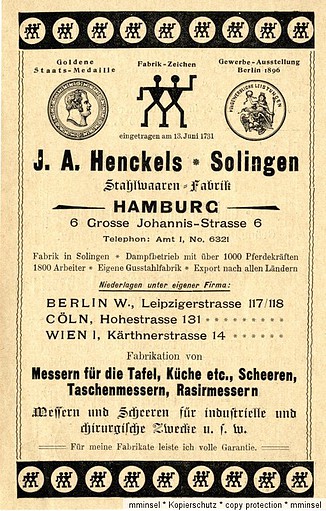 Goldene
Staats-Medaille
Fabrik-Zeichen
Gewerbe-Ausstellung
Berlin 1896
eingetragen am 13. Juni 1731
J. A. Henckels * Solingen
Stahlwaaren-Fabrik
HAMBURG
6 Grosse Johannis-Strasse 6
Telephon: Amt I, No. 6321
Fabrik in Solingen * Dampfbetrieb mit über 1000 Pferdekräften
1800 Arbeiter * Eigene Gusstahlfabrik * Export nach allen Ländern
Niederlagen unter eigener Firma:
BERLIN W., Leipzigerstrasse 117/118
CÖLN, Hohestrasse 131
WIEN I, Kärthnerstrasse 14
Fabrikation von
Messern für die Tafel, Küche etc., Scheeren,
Taschenmessern, Rasirmessern
Messern und Scheeren für industrielle und
chirurgische Zwecke u. s. w.
Für meine Fabrikate leiste ich volle Garantie.
mminsel * Kopierschutz * copy protection * mminsel